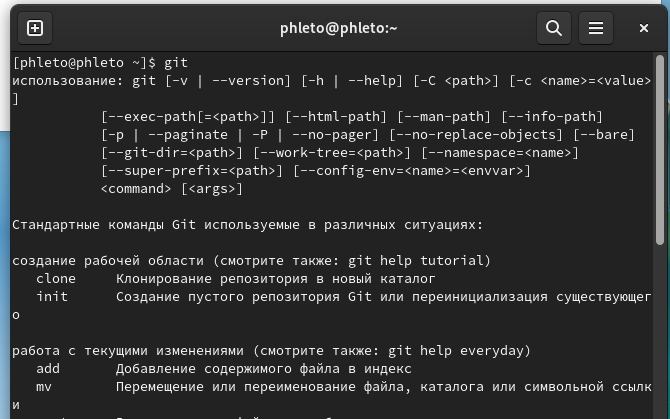 phleto@phleto:~
[phleto@phleto ~]$ git
использование: git [-v | --version] [-h | --help] [-C <path>] [-c <name>=<value>
]
           [--exec-path[=<path>]] [--html-path] [--man-path] [--info-path]
           [-p | --paginate | -P | --no-pager] [--no-replace-objects] [--bare]
           [--git-dir=<path>] [--work-tree=<path>] [--namespace=<name>]
           [--super-prefix=<path>] [--config-env=<name>=<envvar>]
           <command> [<args>]

Стандартные команды Git используемые в различных ситуациях:

создание рабочей области (смотрите также: git help tutorial)
   clone     Клонирование репозитория в новый каталог
   init      Создание пустого репозитория Git или переинициализация существующег
о

работа с текущими изменениями (смотрите также: git help everyday)
   add       Добавление содержимого файла в индекс
   mv        Перемещение или переименование файла, каталога или символьной ссылк
и